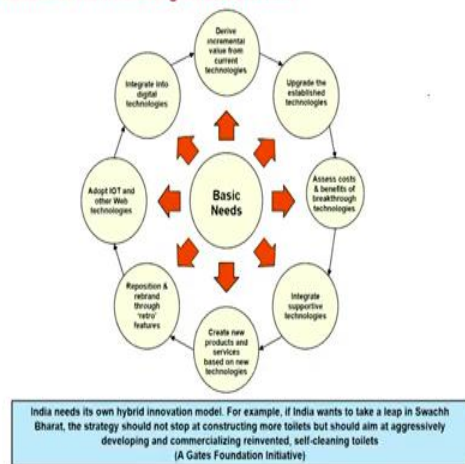 Derive
incremental
value from
current
technologies
Upgrade the
established
technologies
Assess costs
& benefits of
breakthrough
technologies
Integrate
supportive
technologies
Create new
products and
services
based on new
technologies
Reposition &
rebrand
through
'retro'
features
Adopt IOT and
other Web
technologies
Integrate into
digital
technologies
Basic
Needs
India needs its own hybrid innovation model. For example, if India wants to take a leap in Swachh
Bharat, the strategy should not stop at constructing more toilets but should aim at aggressively
developing and commercializing reinvented, self-cleaning toilets
(A Gates Foundation Initiative)